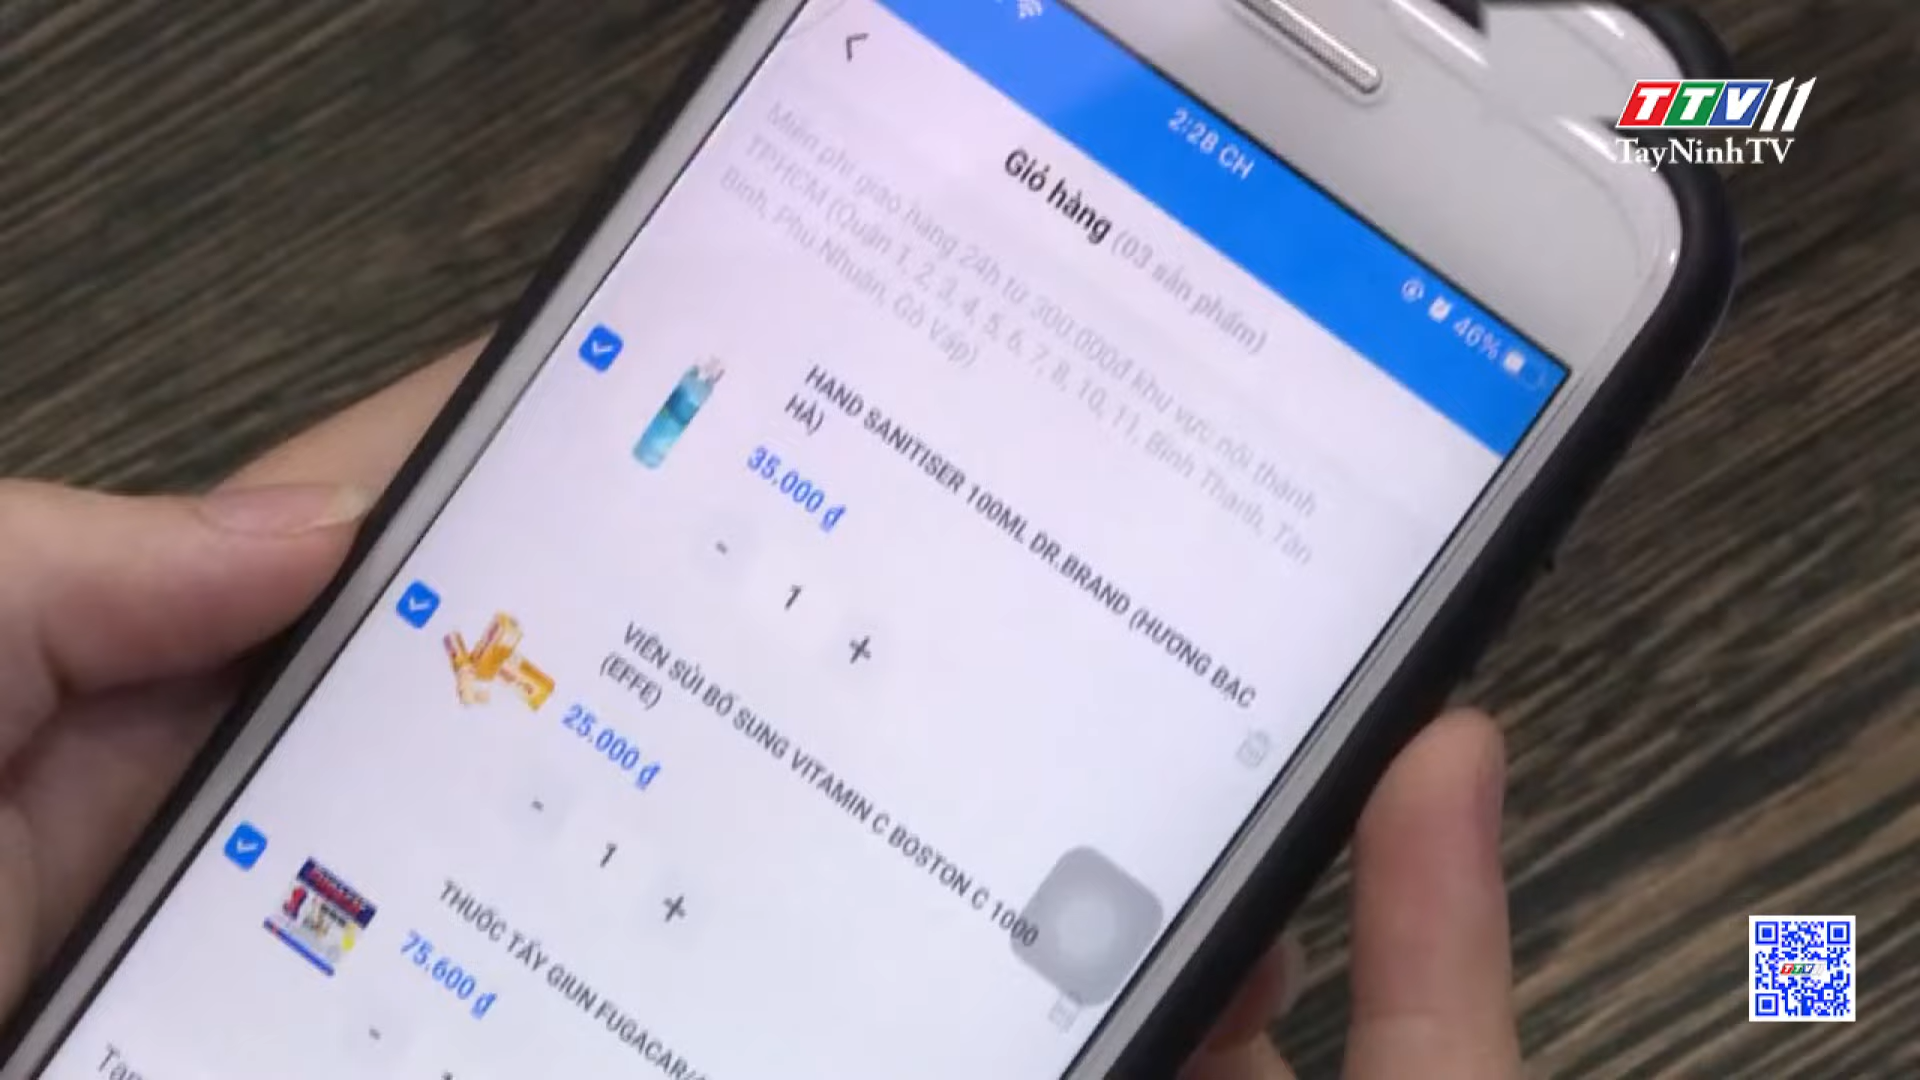 TTV11
TayNinhTV
2:28 CH
46%
Giỏ hàng (03 sản phẩm)
Miễn phí giao hàng 24h từ 300.000đ khu vực nội thành
TPHCM (Quận 1, 2, 3, 4, 5, 6, 7, 8, 10, 11, Bình Thạnh, Tân
Bình, Phú Nhuận, Gò Vấp)
HAND SANITISER 100ML DR.BRAND (HƯƠNG BẠC
HÀ)
35.000 ₫
- 1 +
VIÊN SỦI BỔ SUNG VITAMIN C BOSTON C 1000
(EFFE)
25.000 ₫
- 1 +
THUỐC TẨY GIUN FUGACAR/
75.600 ₫
-
TTV11